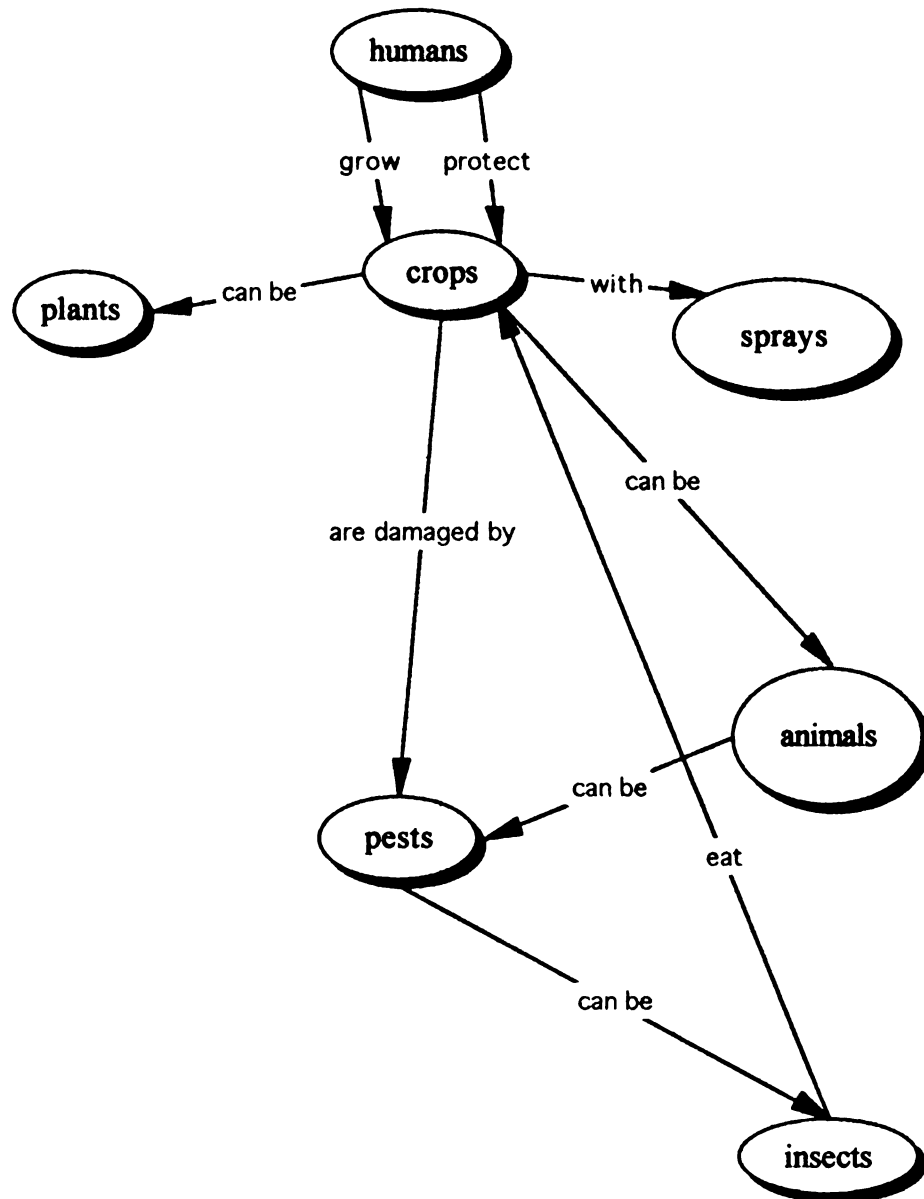 humans
grow
protect
crops
plants
can be
with
sprays
can be
are damaged by
animals
can be
pests
eat
can be
insects